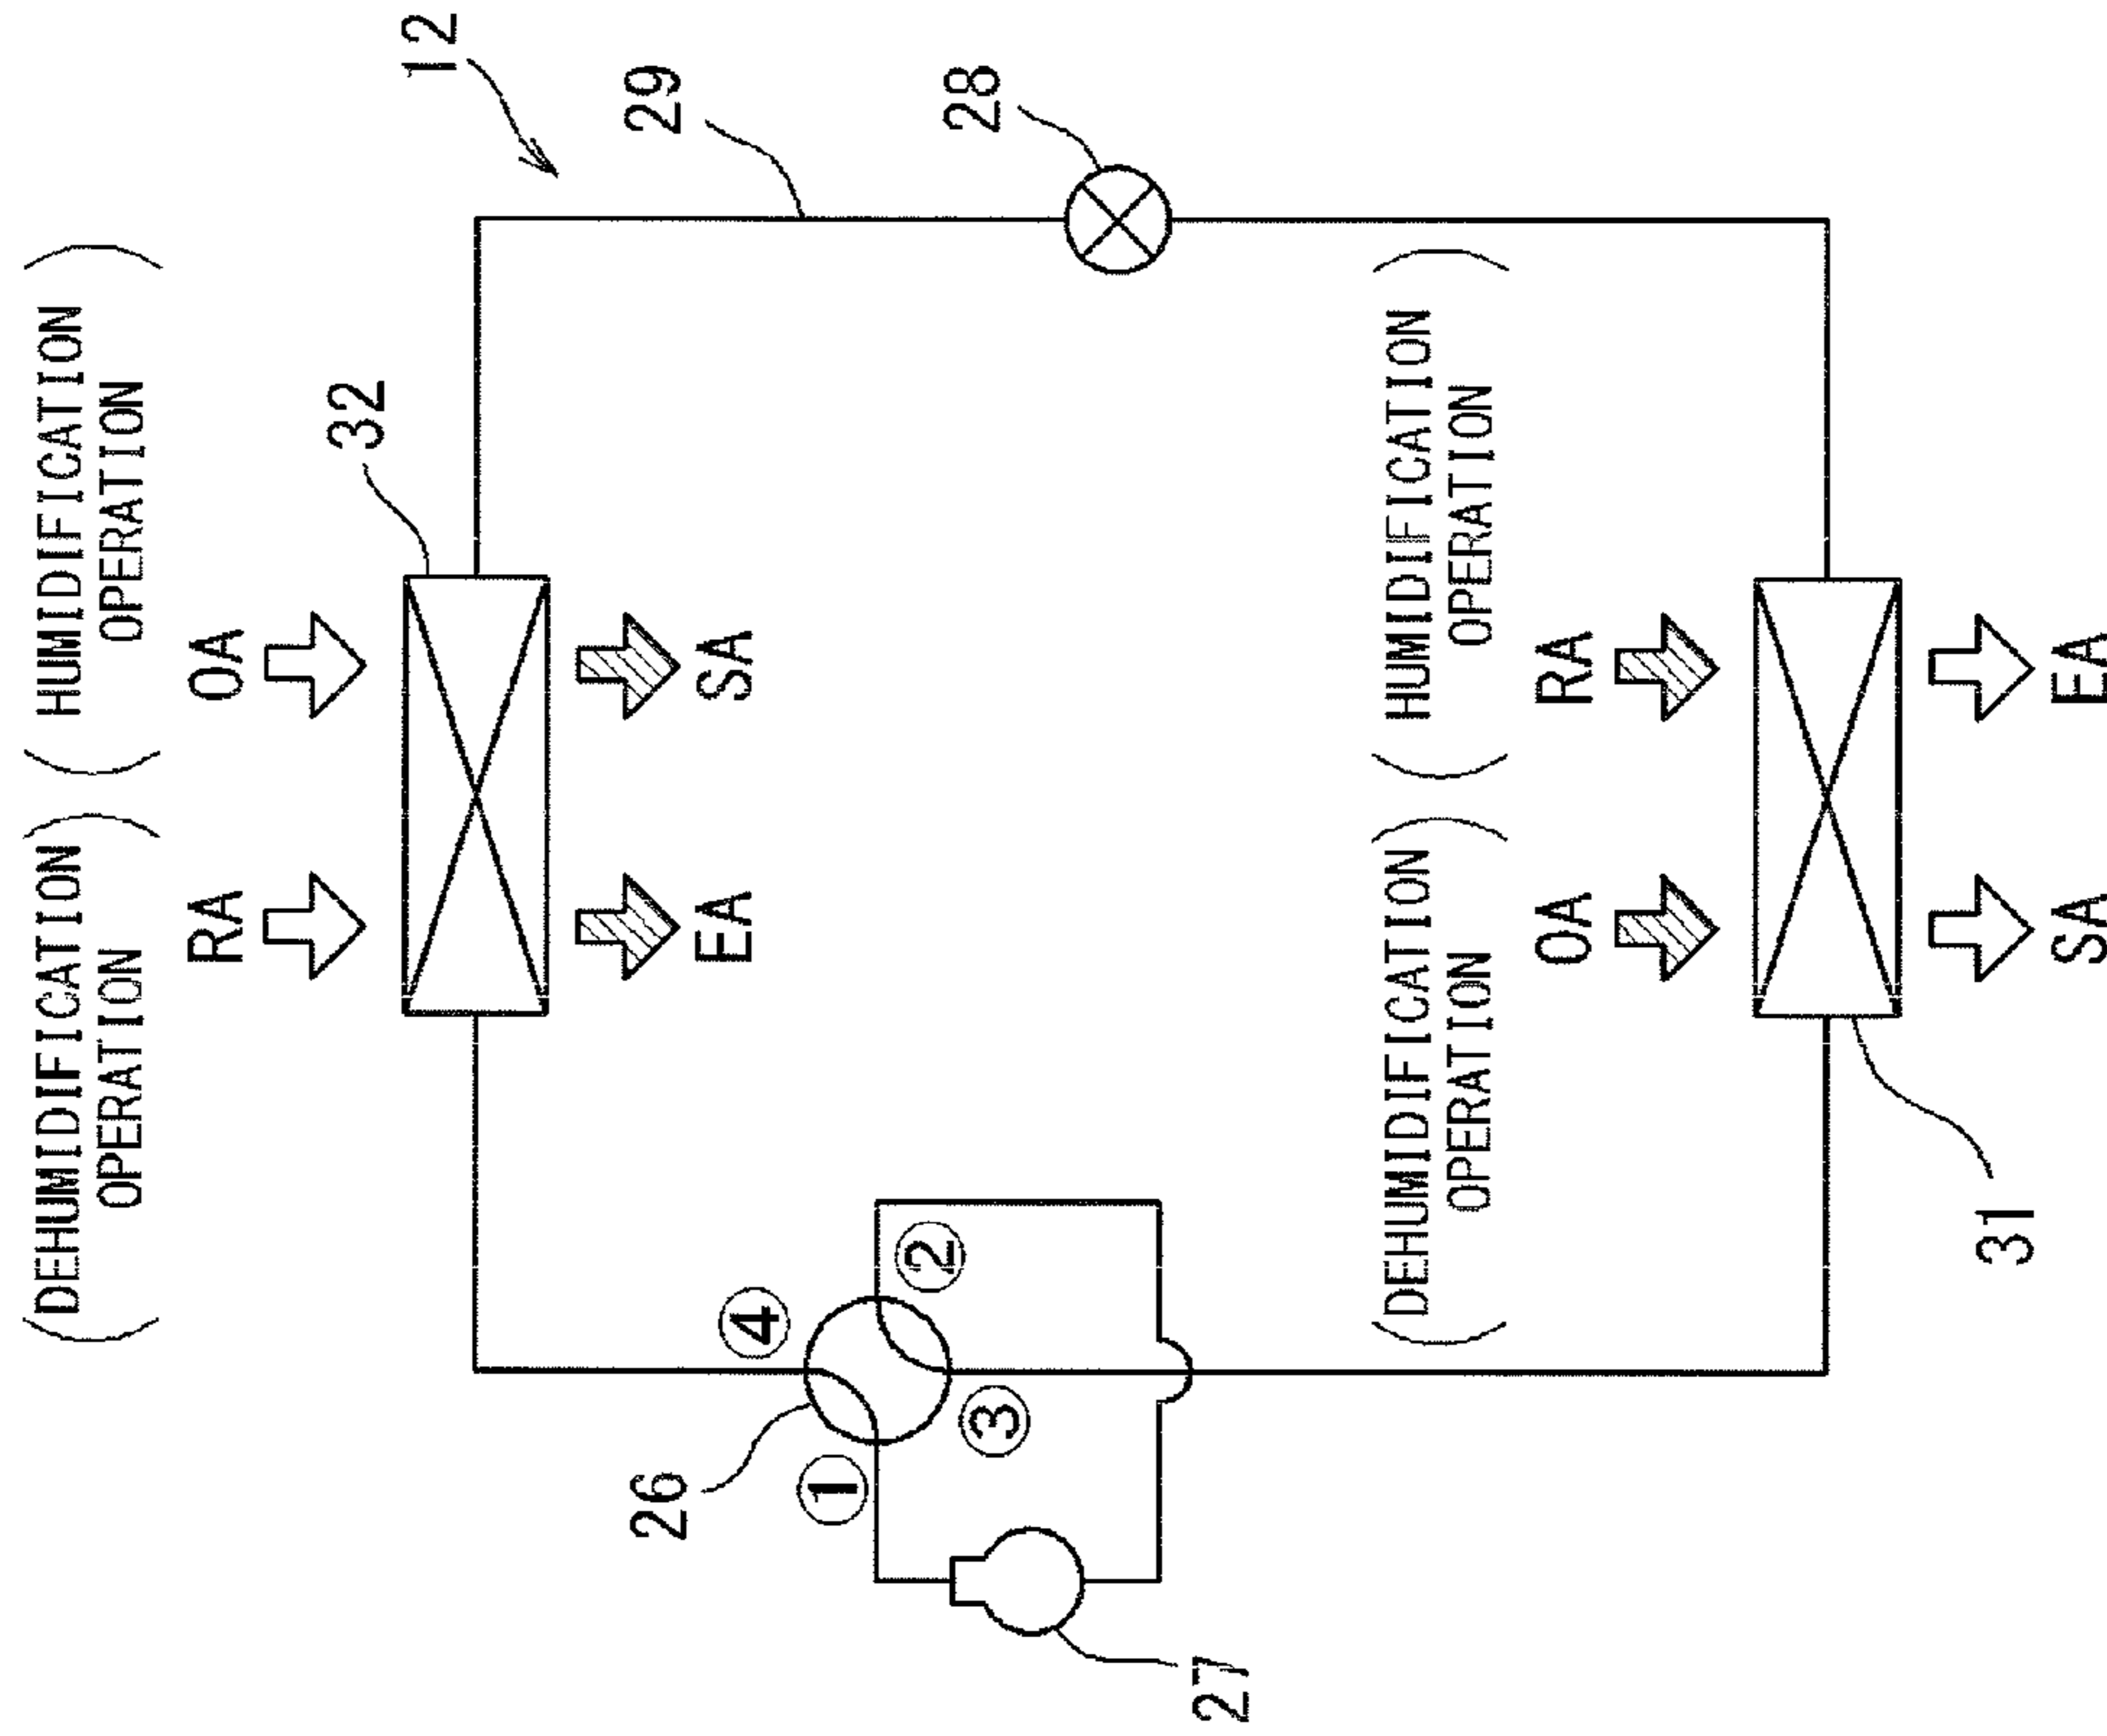 (DEHUMIDIFICATION
OPERATION)
(HUMIDIFICATION
OPERATION)
RA
OA
32
12
26
29
EA
SA
④
①
②
28
③
27
(DEHUMIDIFICATION
OPERATION)
(HUMIDIFICATION
OPERATION)
OA
RA
31
SA
EA